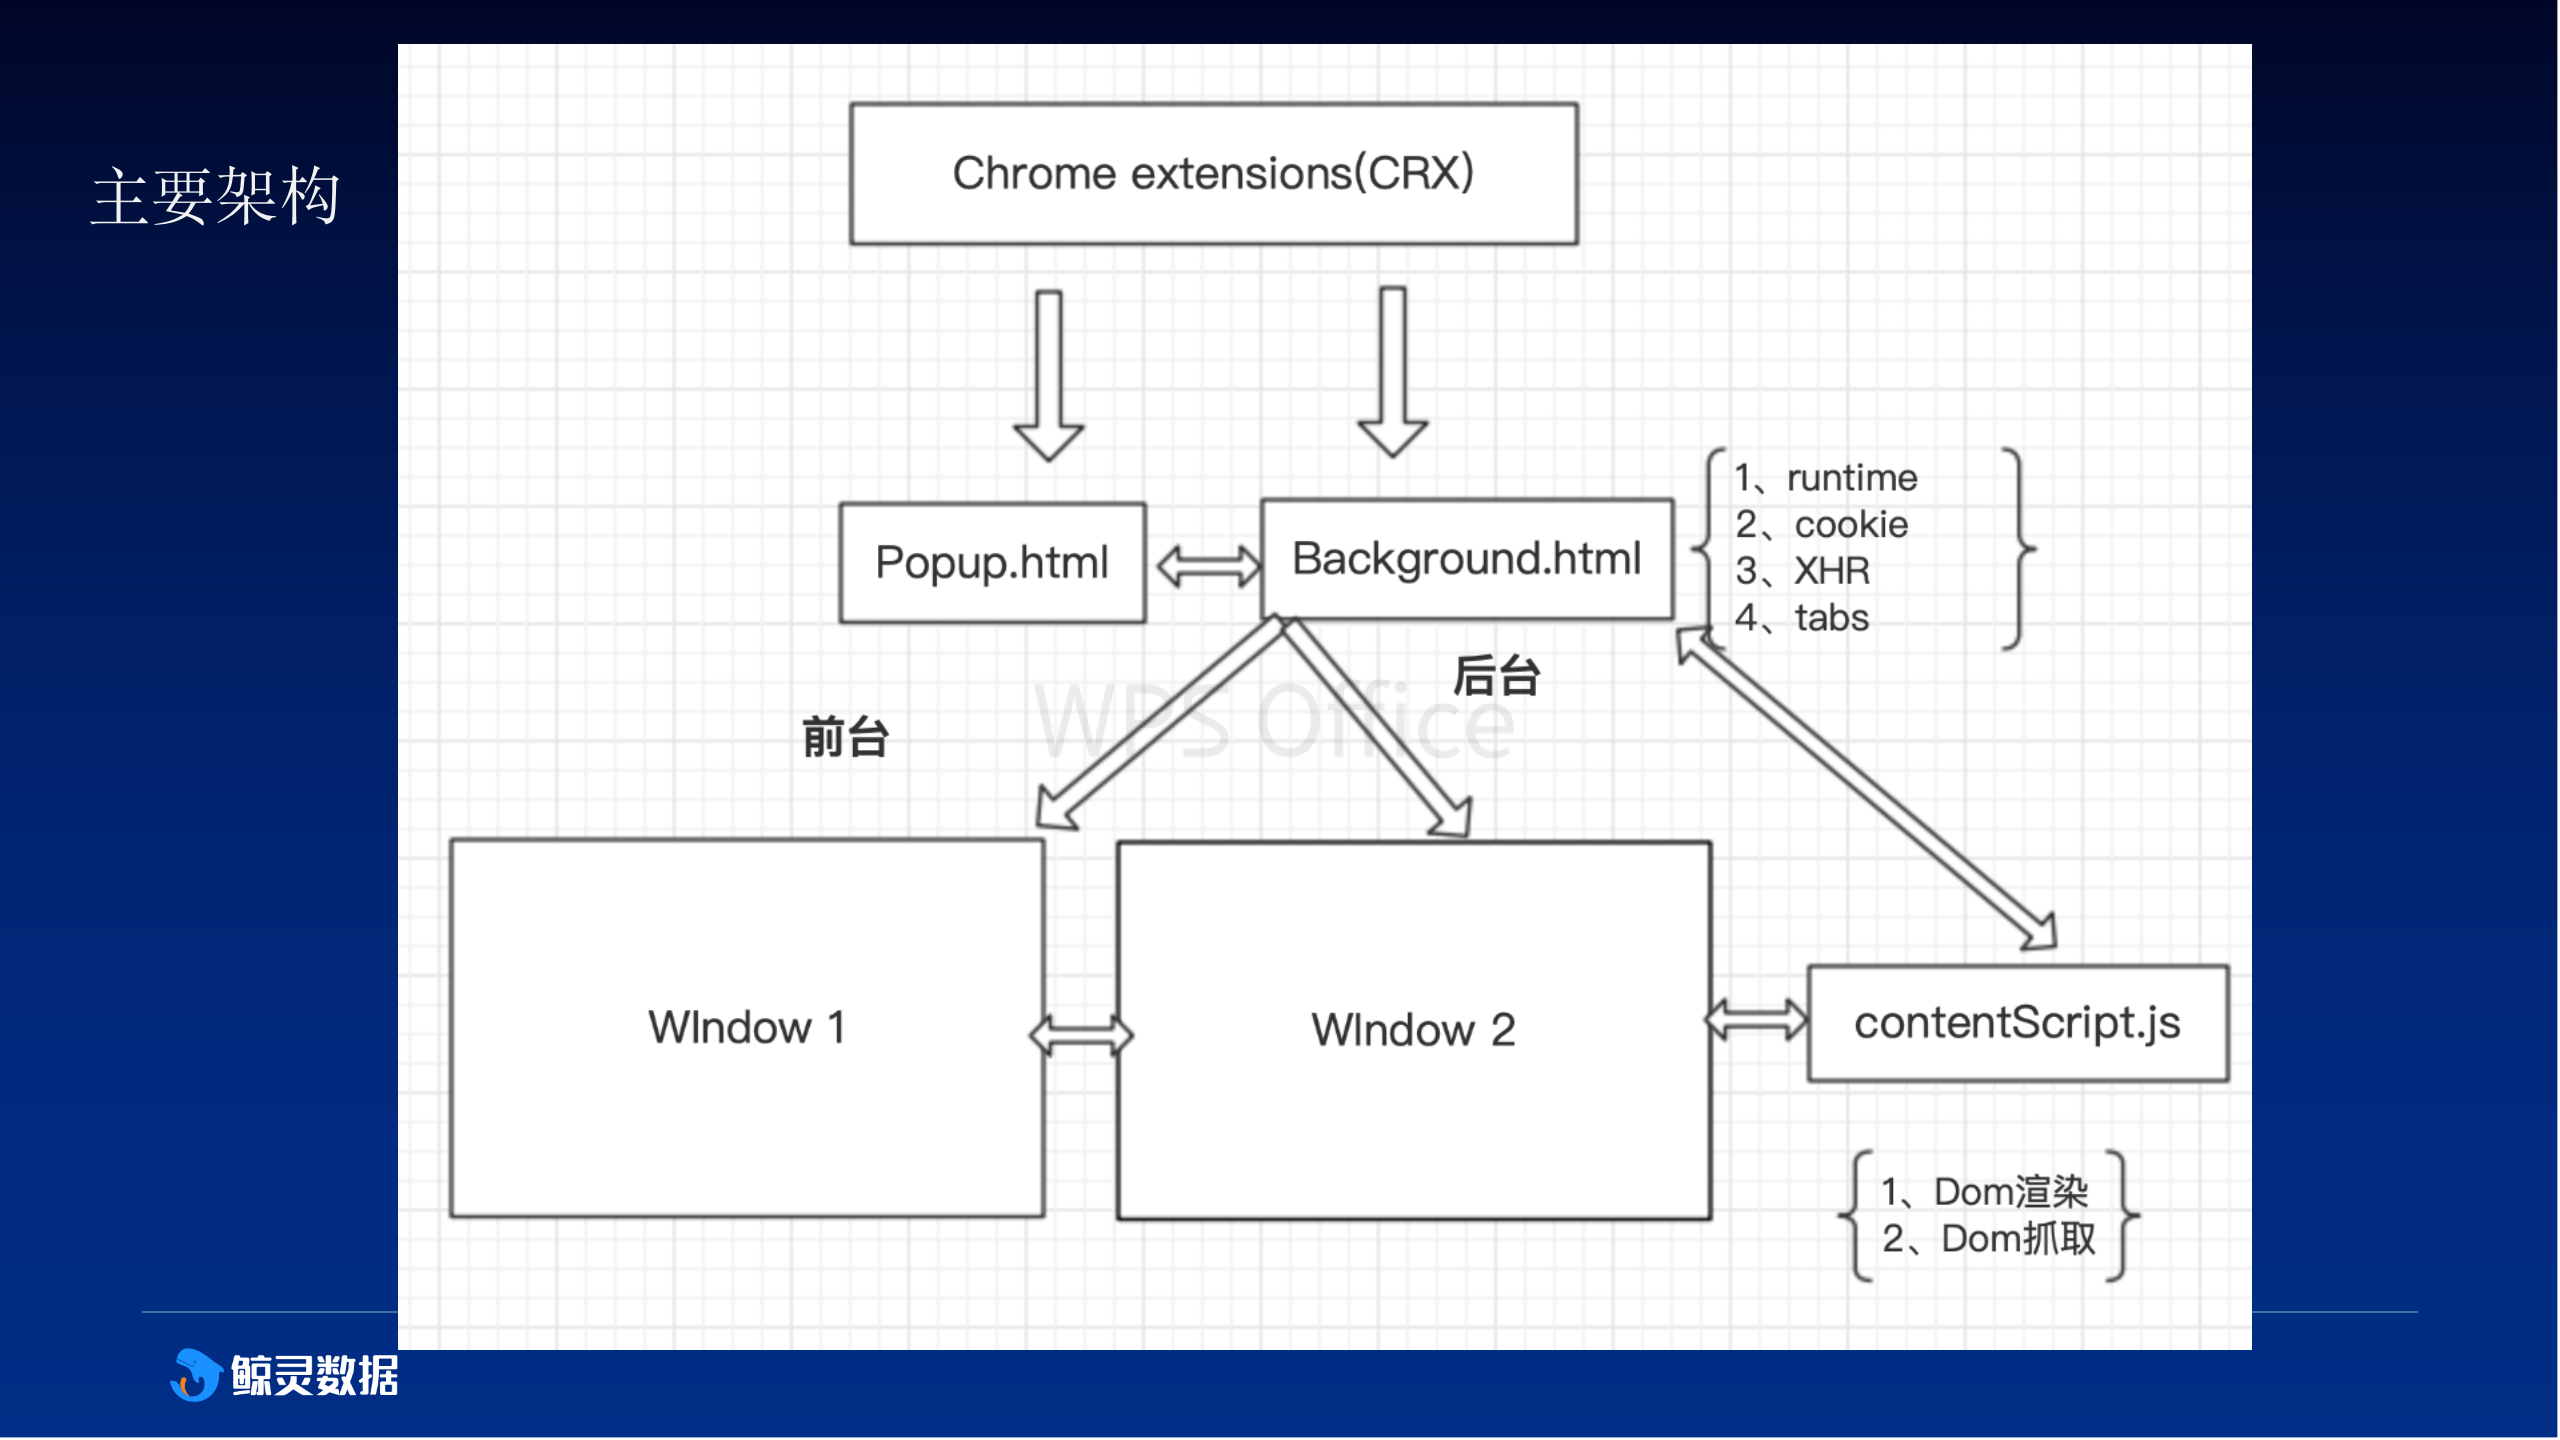 主要架构
Chrome extensions(CRX)
Popup.html
Background.html
1、runtime
2、cookie
3、XHR
4、tabs
后台
前台
WPS Office
WIndow 1
WIndow 2
contentScript.js
1、Dom渲染
2、Dom抓取
鲸灵数据